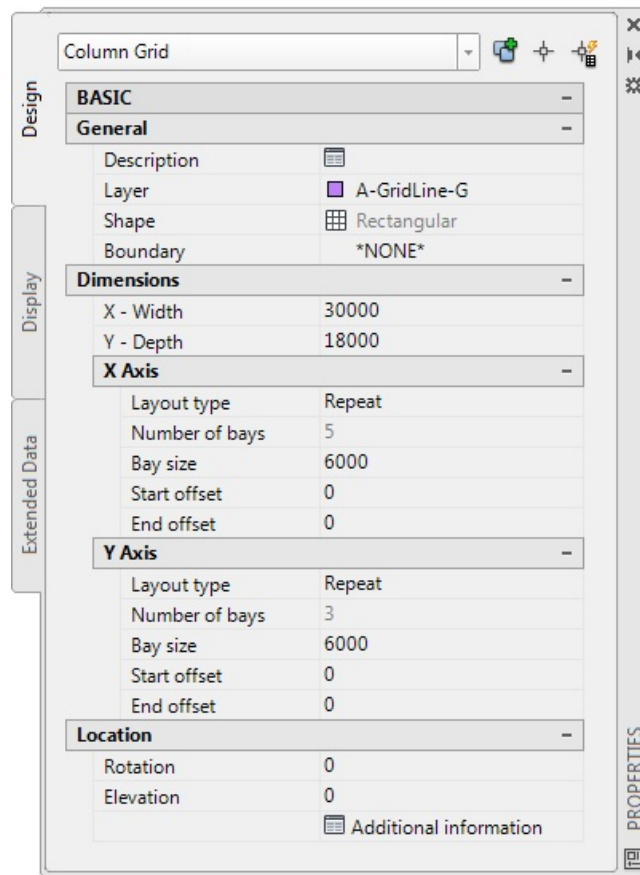 Column Grid
Design
Display
Extended Data
BASIC
General
Description
Layer A-GridLine-G
Shape Rectangular
Boundary *NONE*
Dimensions
X - Width 30000
Y - Depth 18000
X Axis
Layout type Repeat
Number of bays 5
Bay size 6000
Start offset 0
End offset 0
Y Axis
Layout type Repeat
Number of bays 3
Bay size 6000
Start offset 0
End offset 0
Location
Rotation 0
Elevation 0
Additional information
PROPERTIES